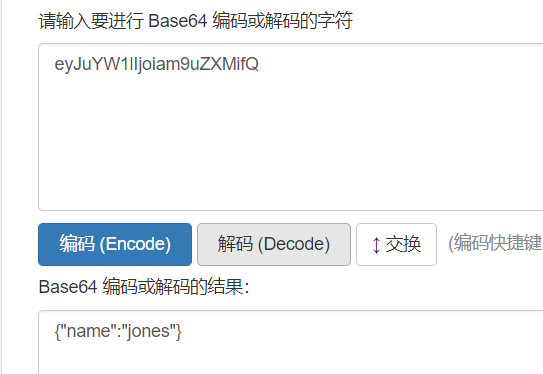 请输入要进行 Base64 编码或解码的字符
eyJuYW1lIjoiam9uZXMifQ
编码 (Encode) 解码 (Decode) ↕ 交换 (编码快捷键
Base64 编码或解码的结果：
{"name":"jones"}